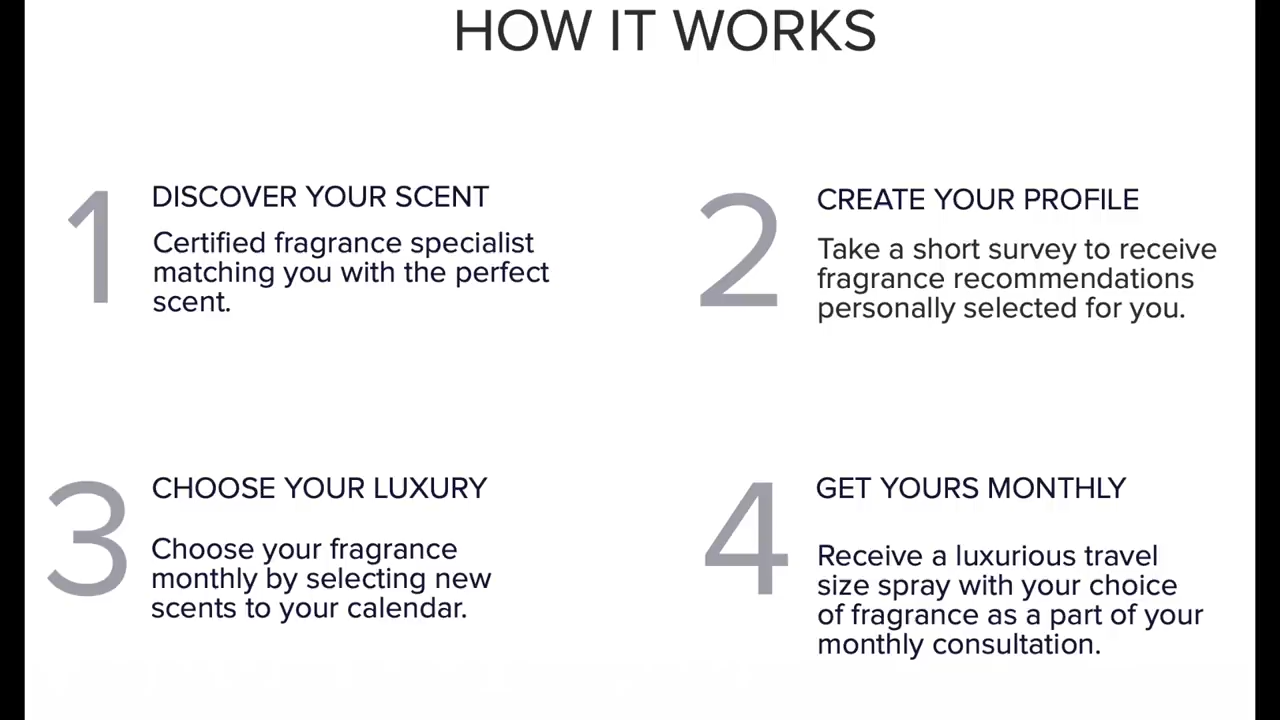 HOW IT WORKS
1
DISCOVER YOUR SCENT
Certified fragrance specialist
matching you with the perfect
scent.
2
CREATE YOUR PROFILE
Take a short survey to receive
fragrance recommendations
personally selected for you.
3
CHOOSE YOUR LUXURY
Choose your fragrance
monthly by selecting new
scents to your calendar.
4
GET YOURS MONTHLY
Receive a luxurious travel
size spray with your choice
of fragrance as a part of your
monthly consultation.